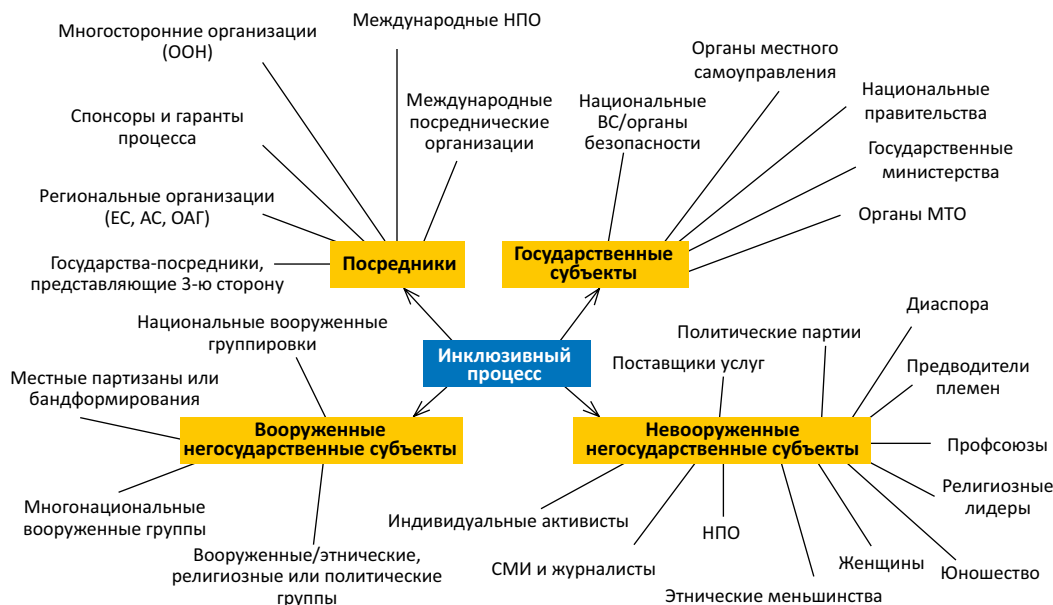 Международные НПО
Многосторонние организации
(ООН)
Органы местного
самоуправления
Международные
посреднические
организации
Национальные
ВС/органы
безопасности
Национальные
правительства
Спонсоры и гаранты
процесса
Государственные
министерства
Региональные организации
(ЕС, АС, ОАГ)
Органы МТО
Посредники
Государственные
субъекты
Государства-посредники,
представляющие 3-ю сторону
Диаспора
Национальные вооруженные
группировки
Политические партии
Инклюзивный
процесс
Поставщики услуг
Предводители
племен
Местные партизаны или
бандформирования
Вооруженные
негосударственные субъекты
Невооруженные
негосударственные субъекты
Профсоюзы
Религиозные
лидеры
Многонациональные
вооруженные группы
Индивидуальные активисты
НПО
Вооруженные/этнические,
религиозные или политические
группы
СМИ и журналисты
Женщины
Юношество
Этнические меньшинства